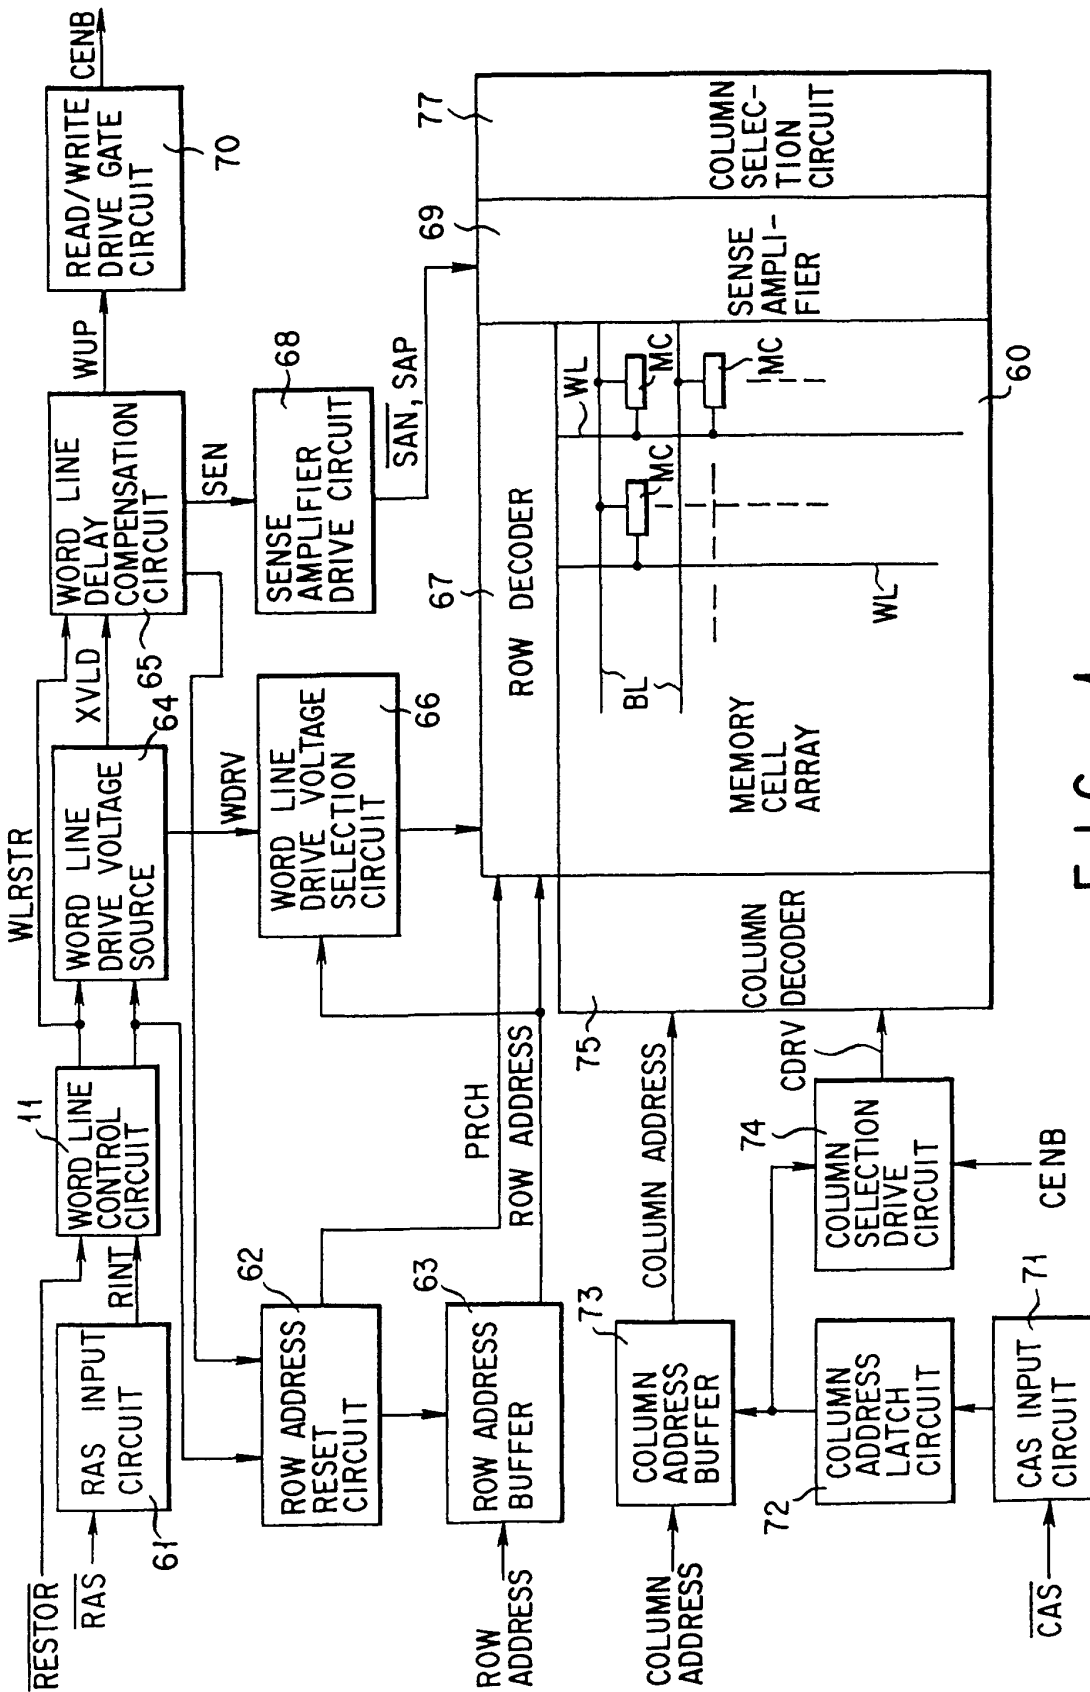 RESTOR
RAS
RAS INPUT
CIRCUIT
61
RINT
WORD LINE
CONTROL
CIRCUIT
11
WLRSTR
WORD LINE
DRIVE VOLTAGE
SOURCE
64
XVLD
WORD LINE
DELAY
COMPENSATION
CIRCUIT
65
WUP
READ/WRITE
DRIVE GATE
CIRCUIT
70
CENB
ROW ADDRESS
RESET
CIRCUIT
62
WDRV
WORD LINE
DRIVE VOLTAGE
SELECTION
CIRCUIT
66
SEN
SENSE
AMPLIFIER
DRIVE CIRCUIT
68
SAN, SAP
ROW
ADDRESS
ROW ADDRESS
BUFFER
63
PRCH
ROW ADDRESS
67
ROW DECODER
69
77
WL
BL
MC
MC
MC
WL
MEMORY
CELL
ARRAY
SENSE
AMPLI-
FIER
COLUMN
SELEC-
TION
CIRCUIT
60
COLUMN
ADDRESS
COLUMN
ADDRESS
BUFFER
73
COLUMN ADDRESS
75
COLUMN
DECODER
CDRV
74
COLUMN
SELECTION
DRIVE
CIRCUIT
CENB
72
COLUMN
ADDRESS
LATCH
CIRCUIT
CAS
CAS INPUT
CIRCUIT
71